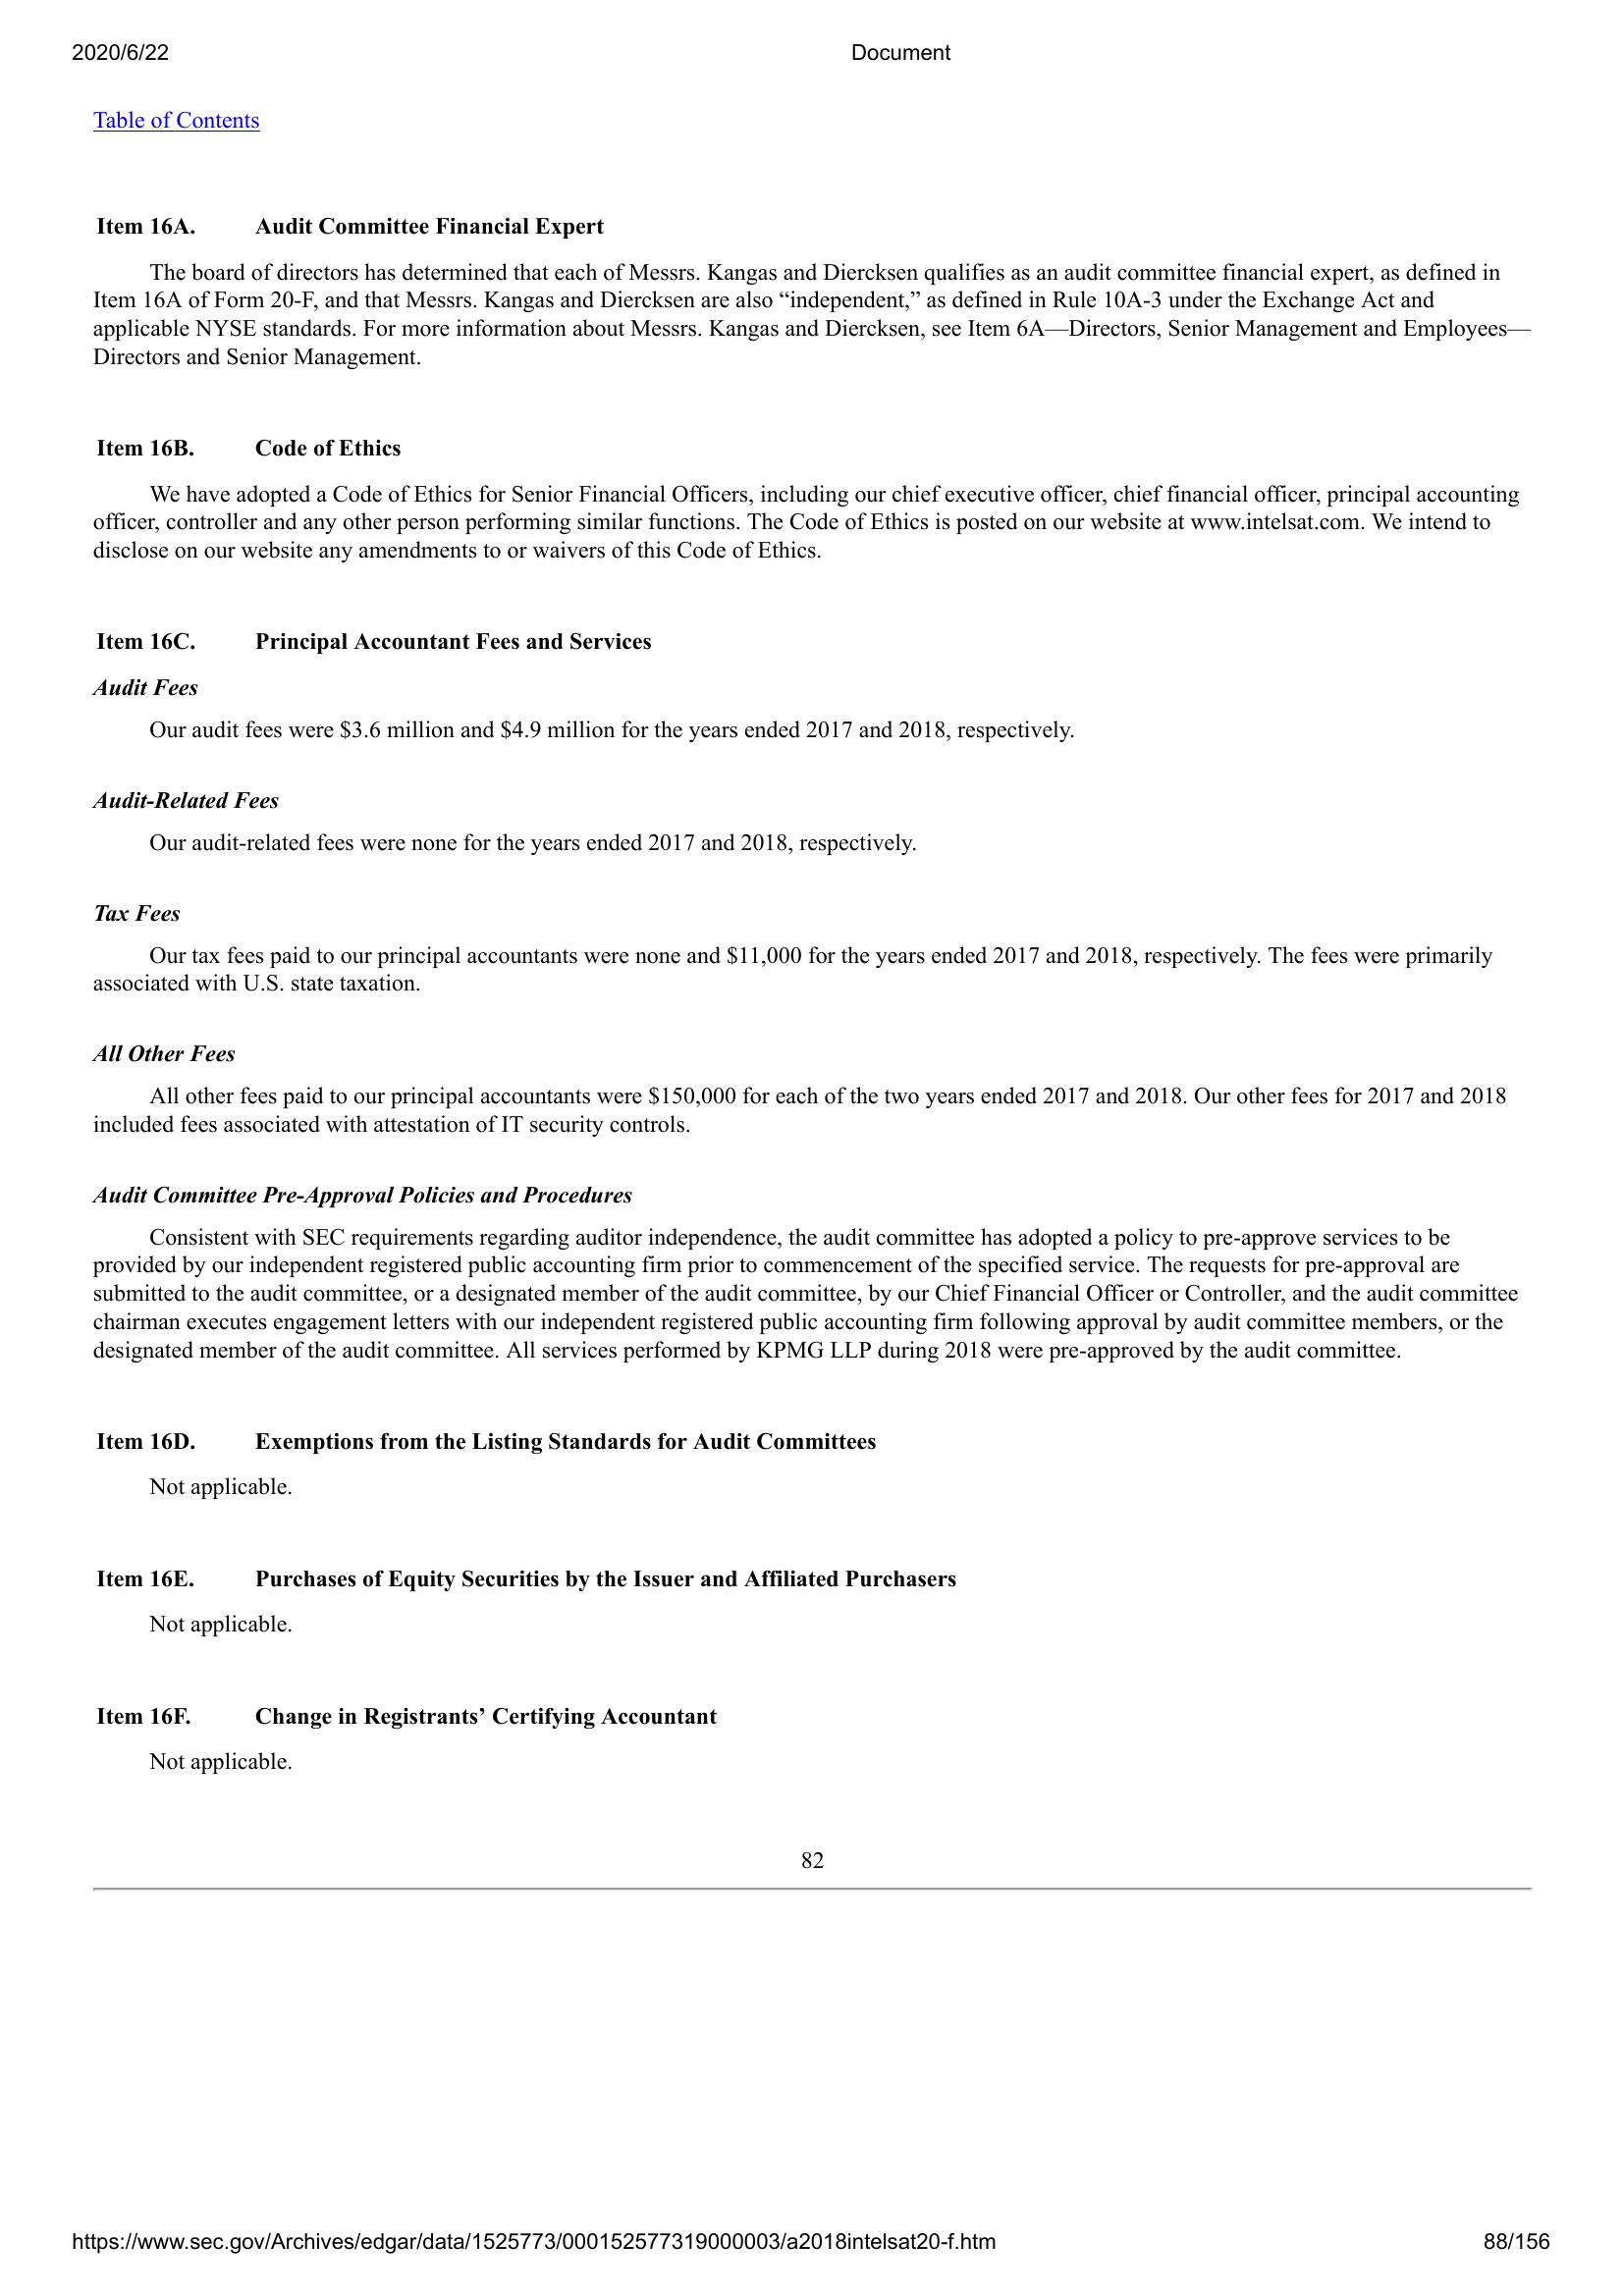 2020/6/22 Document
Table of Contents
Item 16A. Audit Committee Financial Expert
The board of directors has determined that each of Messrs. Kangas and Diercksen qualifies as an audit committee financial expert, as defined in
Item 16A of Form 20-F, and that Messrs. Kangas and Diercksen are also “independent,” as defined in Rule 10A-3 under the Exchange Act and
applicable NYSE standards. For more information about Messrs. Kangas and Diercksen, see Item 6A—Directors, Senior Management and Employees—
Directors and Senior Management.
Item 16B. Code of Ethics
We have adopted a Code of Ethics for Senior Financial Officers, including our chief executive officer, chief financial officer, principal accounting
officer, controller and any other person performing similar functions. The Code of Ethics is posted on our website at www.intelsat.com. We intend to
disclose on our website any amendments to or waivers of this Code of Ethics.
Item 16C. Principal Accountant Fees and Services
Audit Fees
Our audit fees were $3.6 million and $4.9 million for the years ended 2017 and 2018, respectively.
Audit-Related Fees
Our audit-related fees were none for the years ended 2017 and 2018, respectively.
Tax Fees
Our tax fees paid to our principal accountants were none and $11,000 for the years ended 2017 and 2018, respectively. The fees were primarily
associated with U.S. state taxation.
All Other Fees
All other fees paid to our principal accountants were $150,000 for each of the two years ended 2017 and 2018. Our other fees for 2017 and 2018
included fees associated with attestation of IT security controls.
Audit Committee Pre-Approval Policies and Procedures
Consistent with SEC requirements regarding auditor independence, the audit committee has adopted a policy to pre-approve services to be
provided by our independent registered public accounting firm prior to commencement of the specified service. The requests for pre-approval are
submitted to the audit committee, or a designated member of the audit committee, by our Chief Financial Officer or Controller, and the audit committee
chairman executes engagement letters with our independent registered public accounting firm following approval by audit committee members, or the
designated member of the audit committee. All services performed by KPMG LLP during 2018 were pre-approved by the audit committee.
Item 16D. Exemptions from the Listing Standards for Audit Committees
Not applicable.
Item 16E. Purchases of Equity Securities by the Issuer and Affiliated Purchasers
Not applicable.
Item 16F. Change in Registrants’ Certifying Accountant
Not applicable.
82
https://www.sec.gov/Archives/edgar/data/1525773/000152577319000003/a2018intelsat20-f.htm 88/156